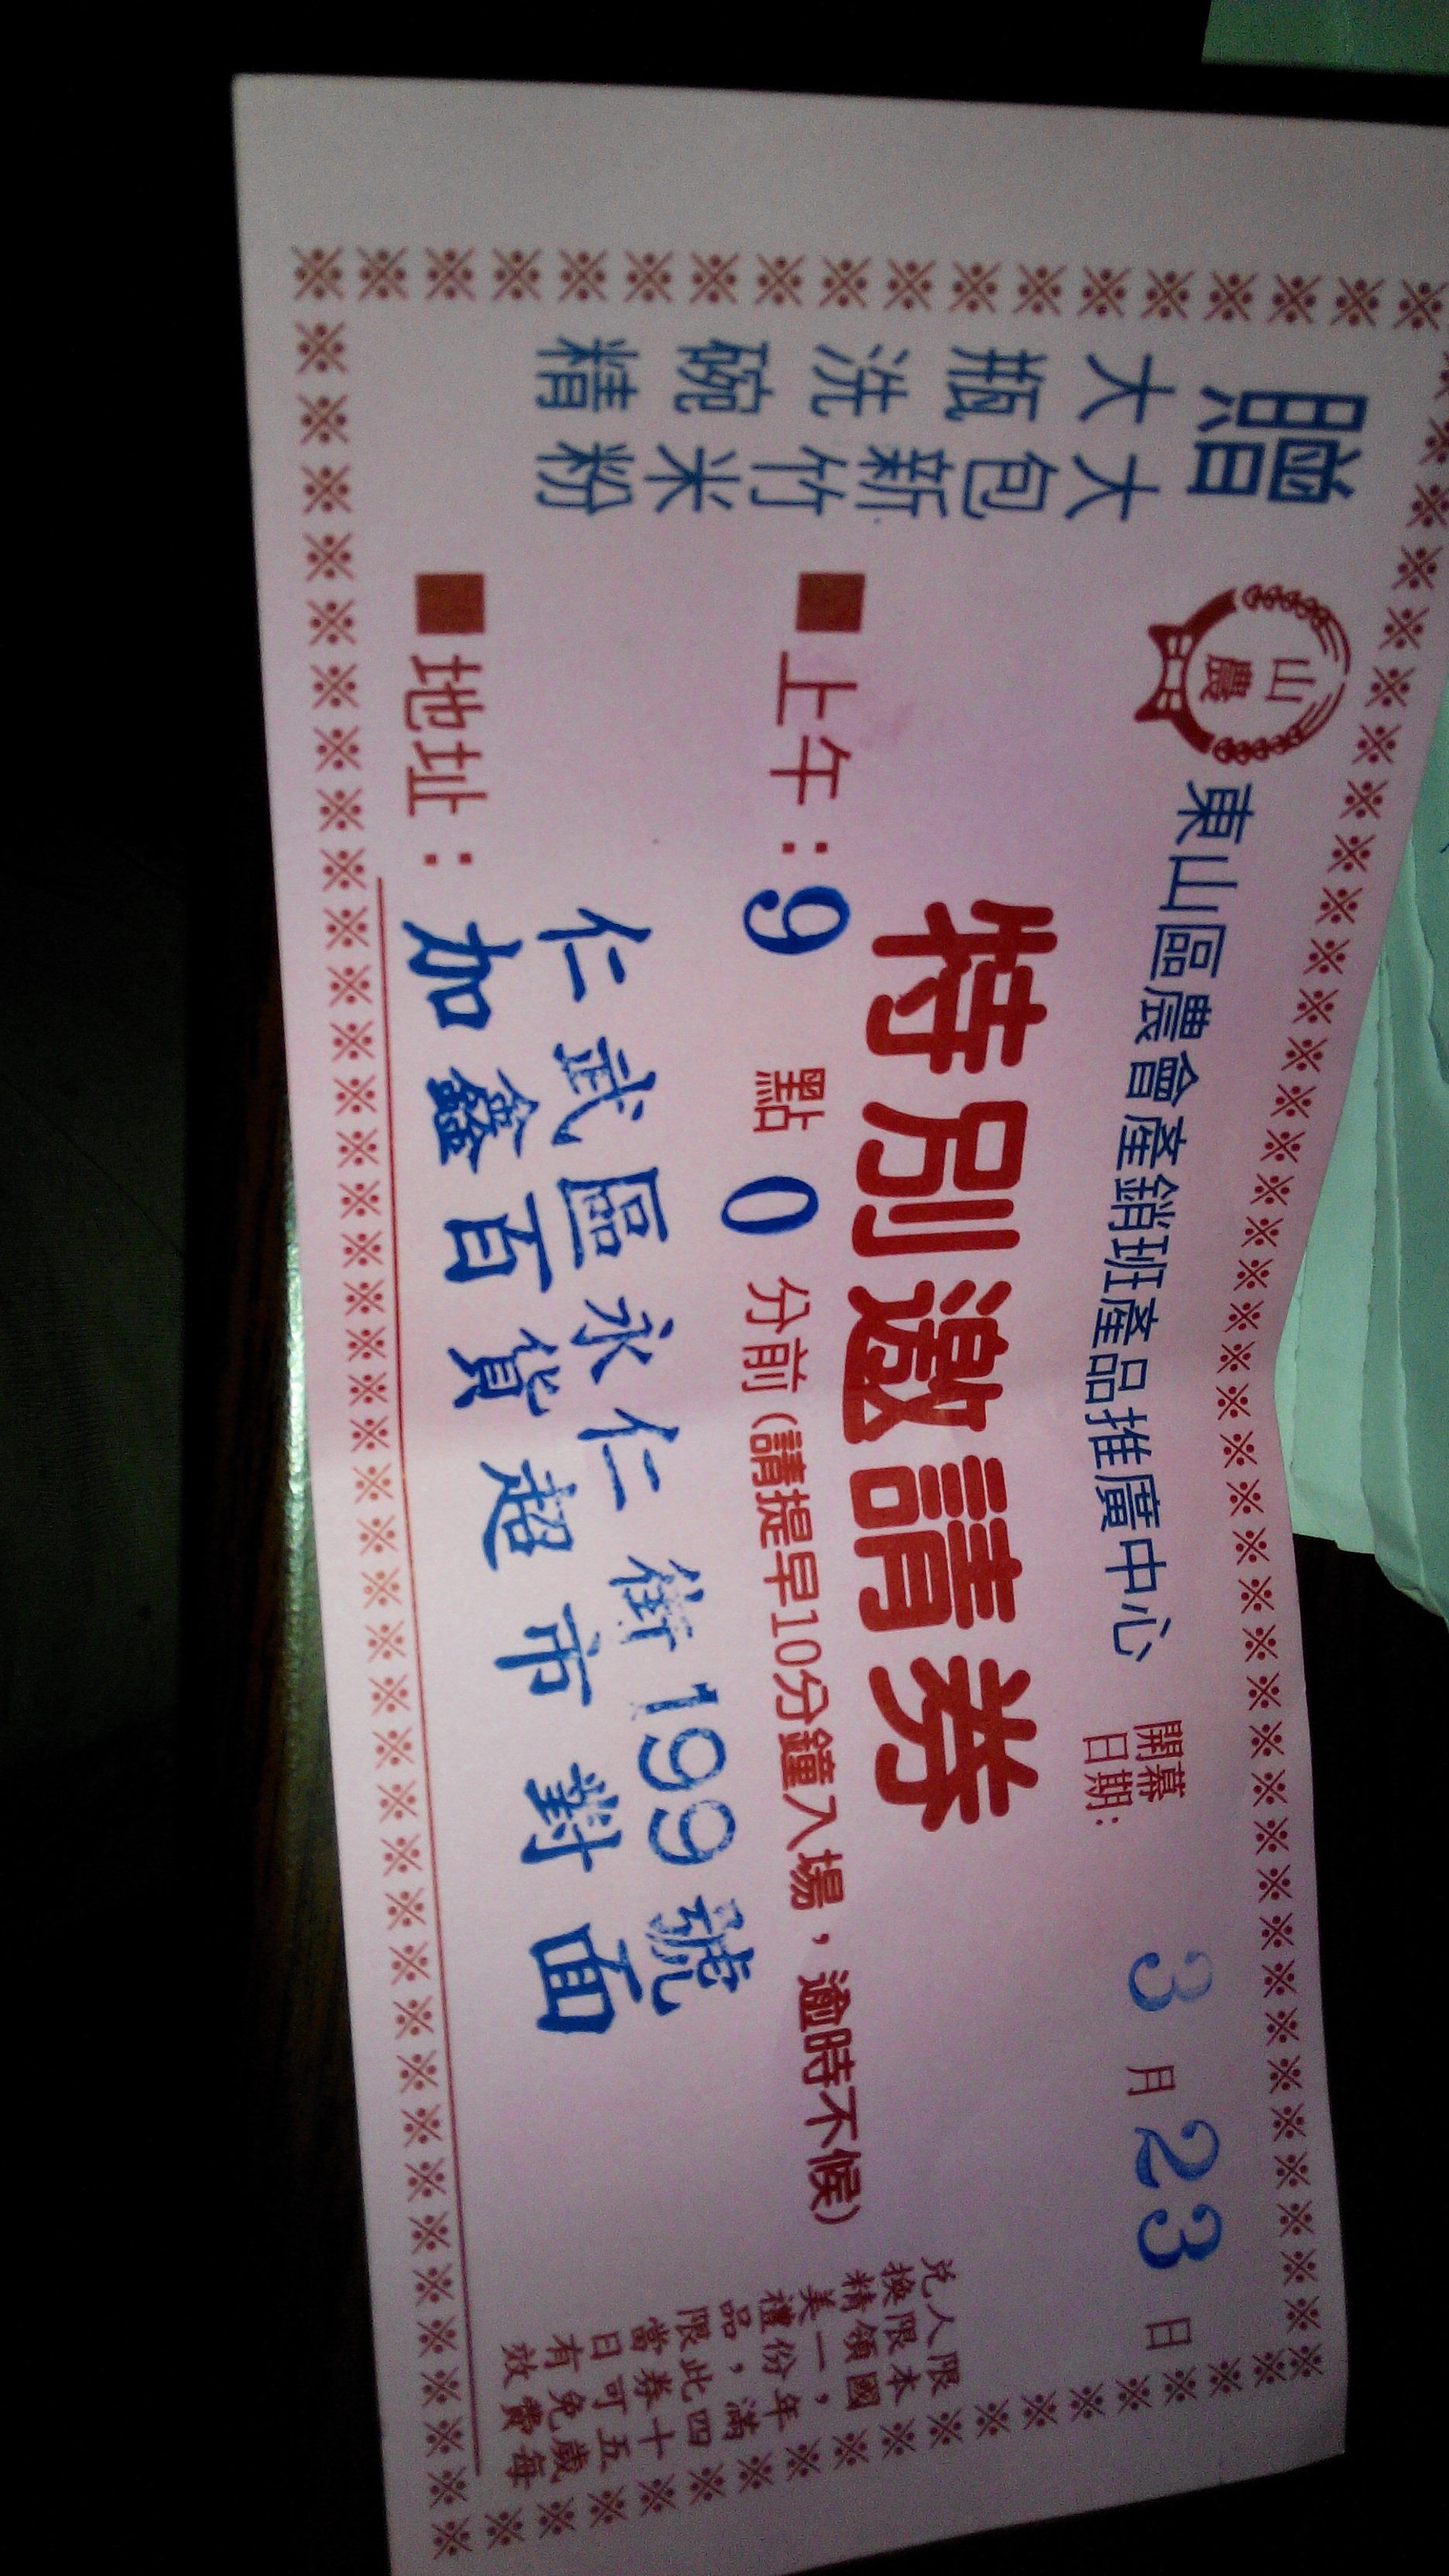 贈
大包新竹米粉
大瓶洗碗精
山農
東山區農會產銷班產品推廣中心
開幕
日期：
3月23日
特別邀請券
■上午：9點0分前(請提早10分鐘入場，逾時不候)
仁武區永仁街199號
■地址：加鑫百貨超市對面
限本國，年滿四十五歲每
人限領一份，此券可免費
兌換精美禮品限當日有效